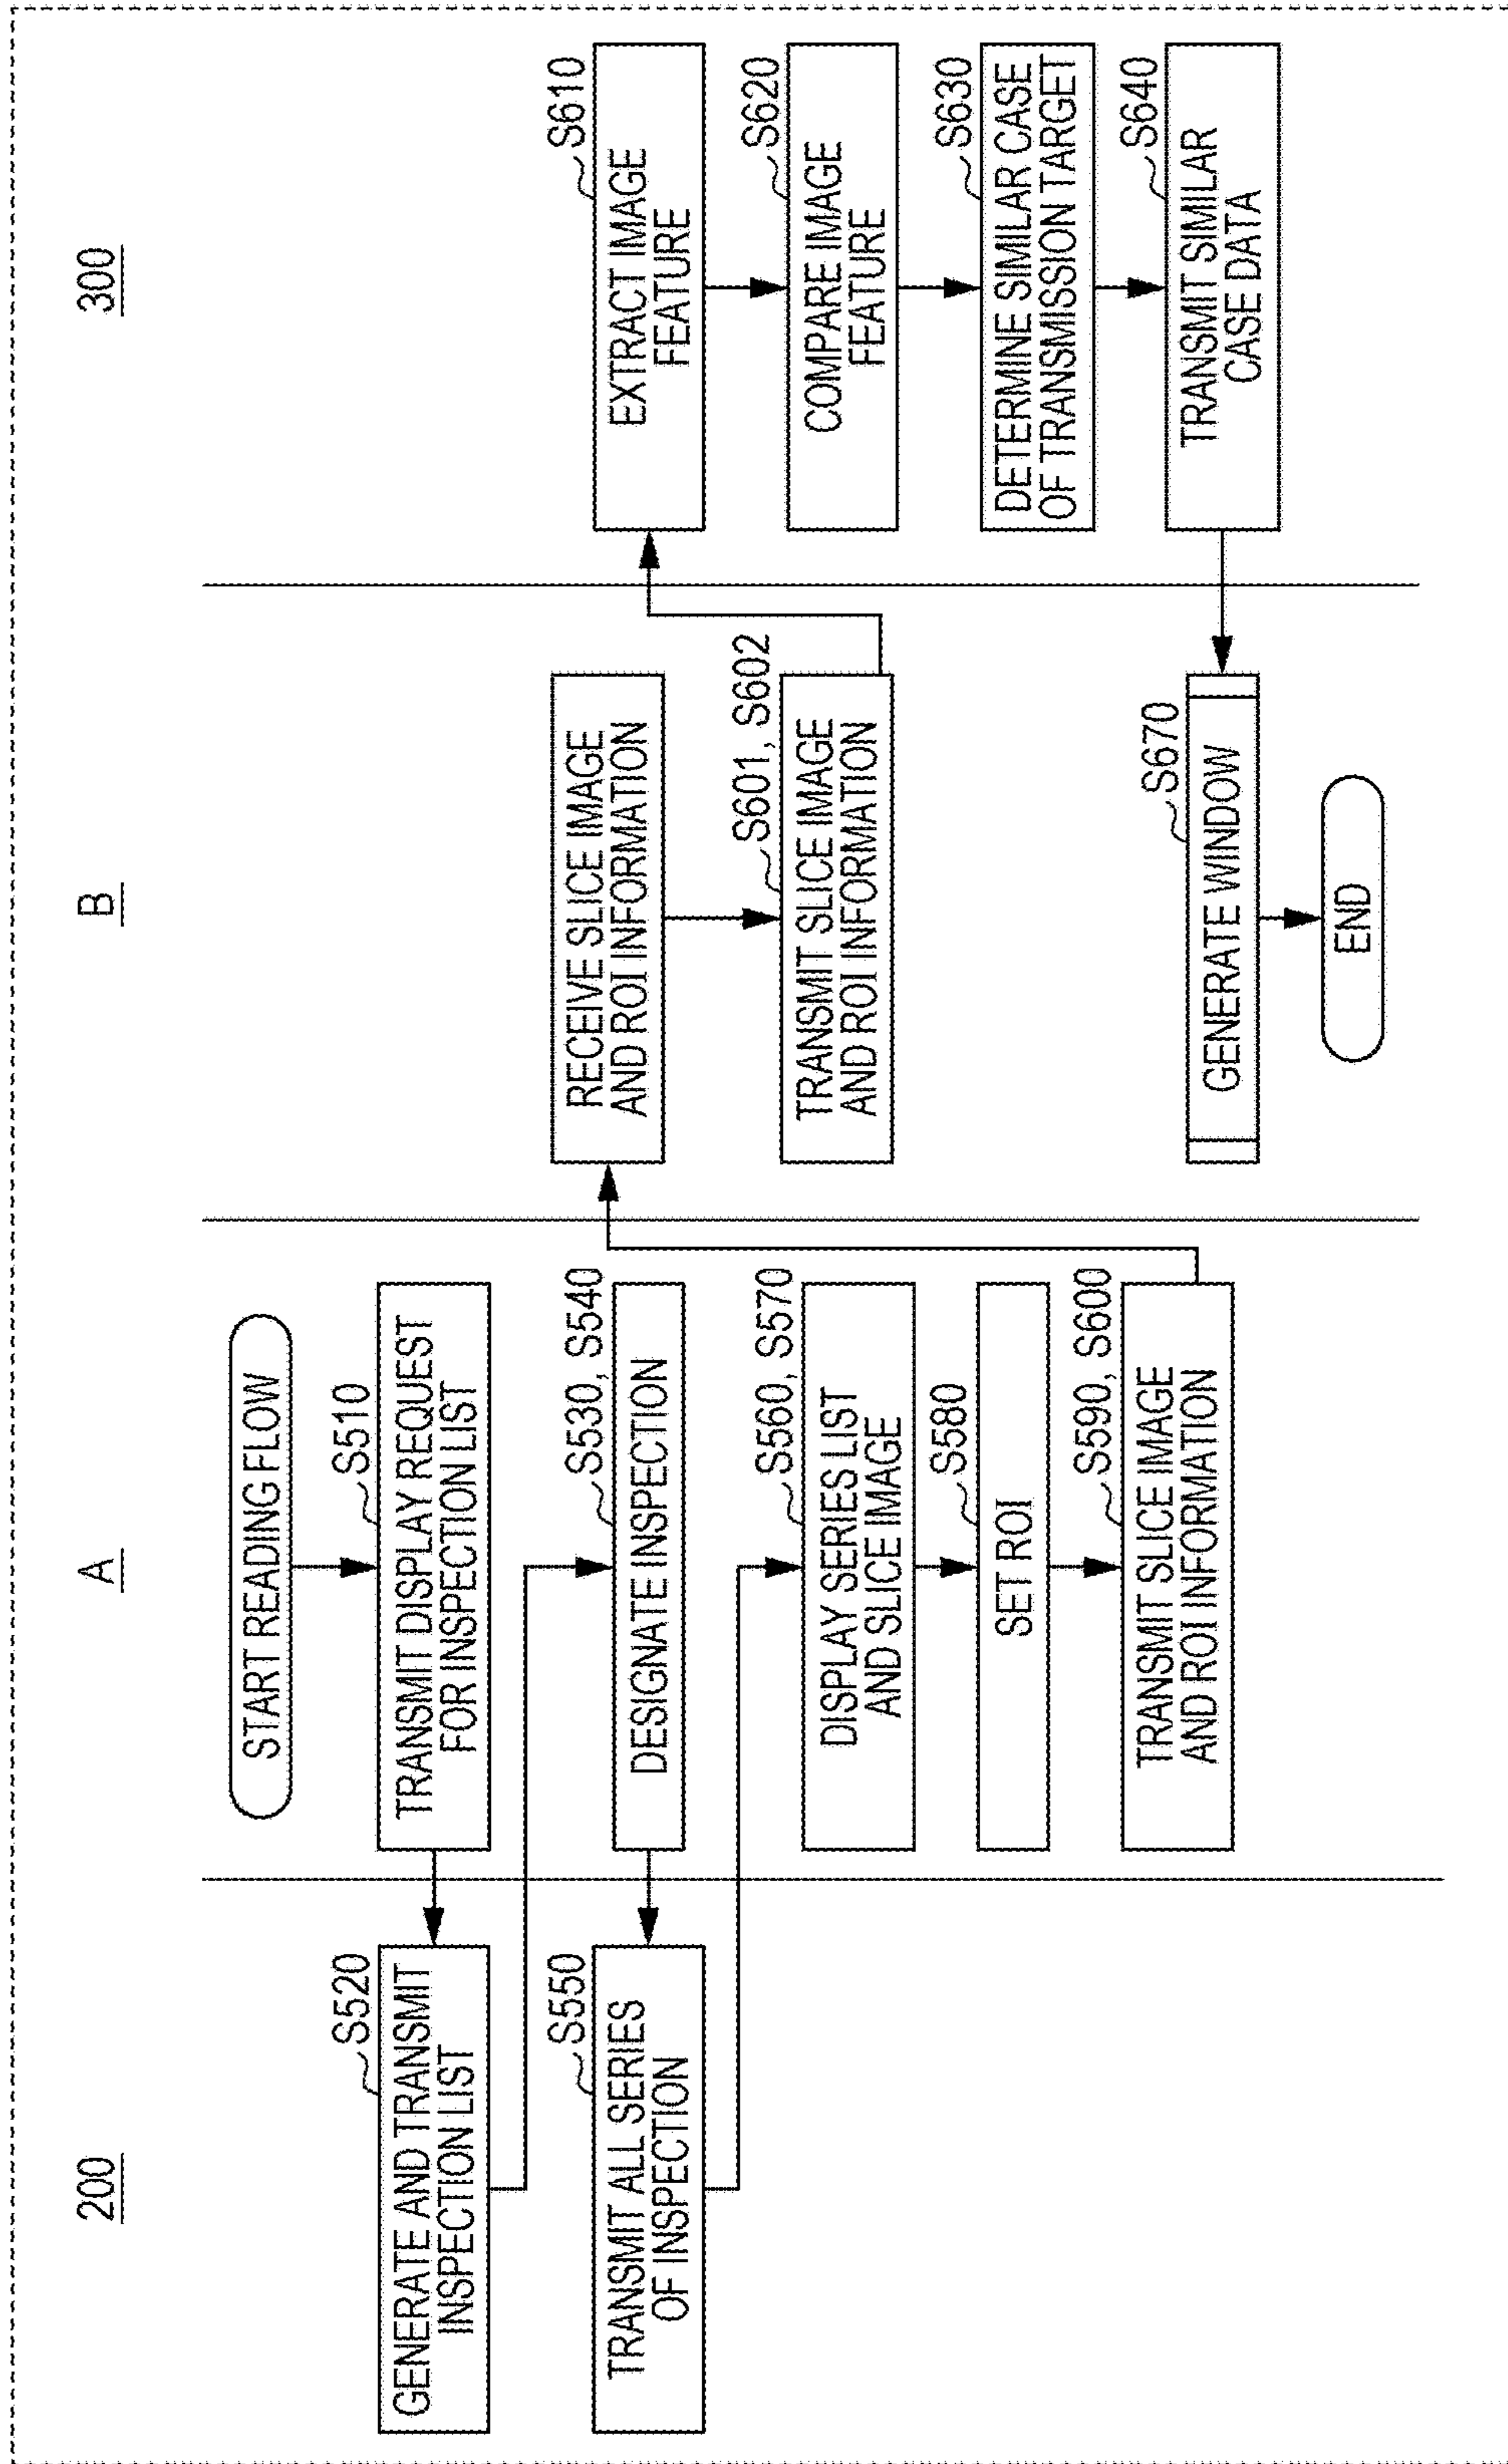 200
A
B
300
START READING FLOW
S510
TRANSMIT DISPLAY REQUEST
FOR INSPECTION LIST
S520
GENERATE AND TRANSMIT
INSPECTION LIST
S530, S540
DESIGNATE INSPECTION
S550
TRANSMIT ALL SERIES
OF INSPECTION
S560, S570
DISPLAY SERIES LIST
AND SLICE IMAGE
S580
SET ROI
S590, S600
TRANSMIT SLICE IMAGE
AND ROI INFORMATION
RECEIVE SLICE IMAGE
AND ROI INFORMATION
S601, S602
TRANSMIT SLICE IMAGE
AND ROI INFORMATION
S610
EXTRACT IMAGE
FEATURE
S620
COMPARE IMAGE
FEATURE
S630
DETERMINE SIMILAR CASE
OF TRANSMISSION TARGET
S640
TRANSMIT SIMILAR
CASE DATA
S670
GENERATE WINDOW
END